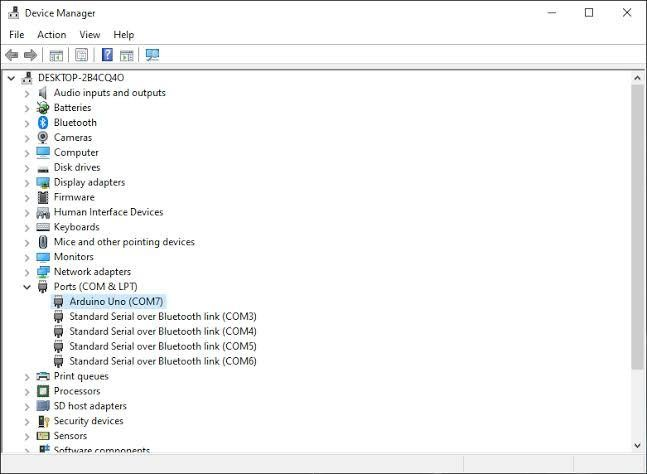 Device Manager
File Action View Help
DESKTOP-2B4CQ4O
Audio inputs and outputs
Batteries
Bluetooth
Cameras
Computer
Disk drives
Display adapters
Firmware
Human Interface Devices
Keyboards
Mice and other pointing devices
Monitors
Network adapters
Ports (COM & LPT)
Arduino Uno (COM7)
Standard Serial over Bluetooth link (COM3)
Standard Serial over Bluetooth link (COM4)
Standard Serial over Bluetooth link (COM5)
Standard Serial over Bluetooth link (COM6)
Print queues
Processors
SD host adapters
Security devices
Sensors
Software components